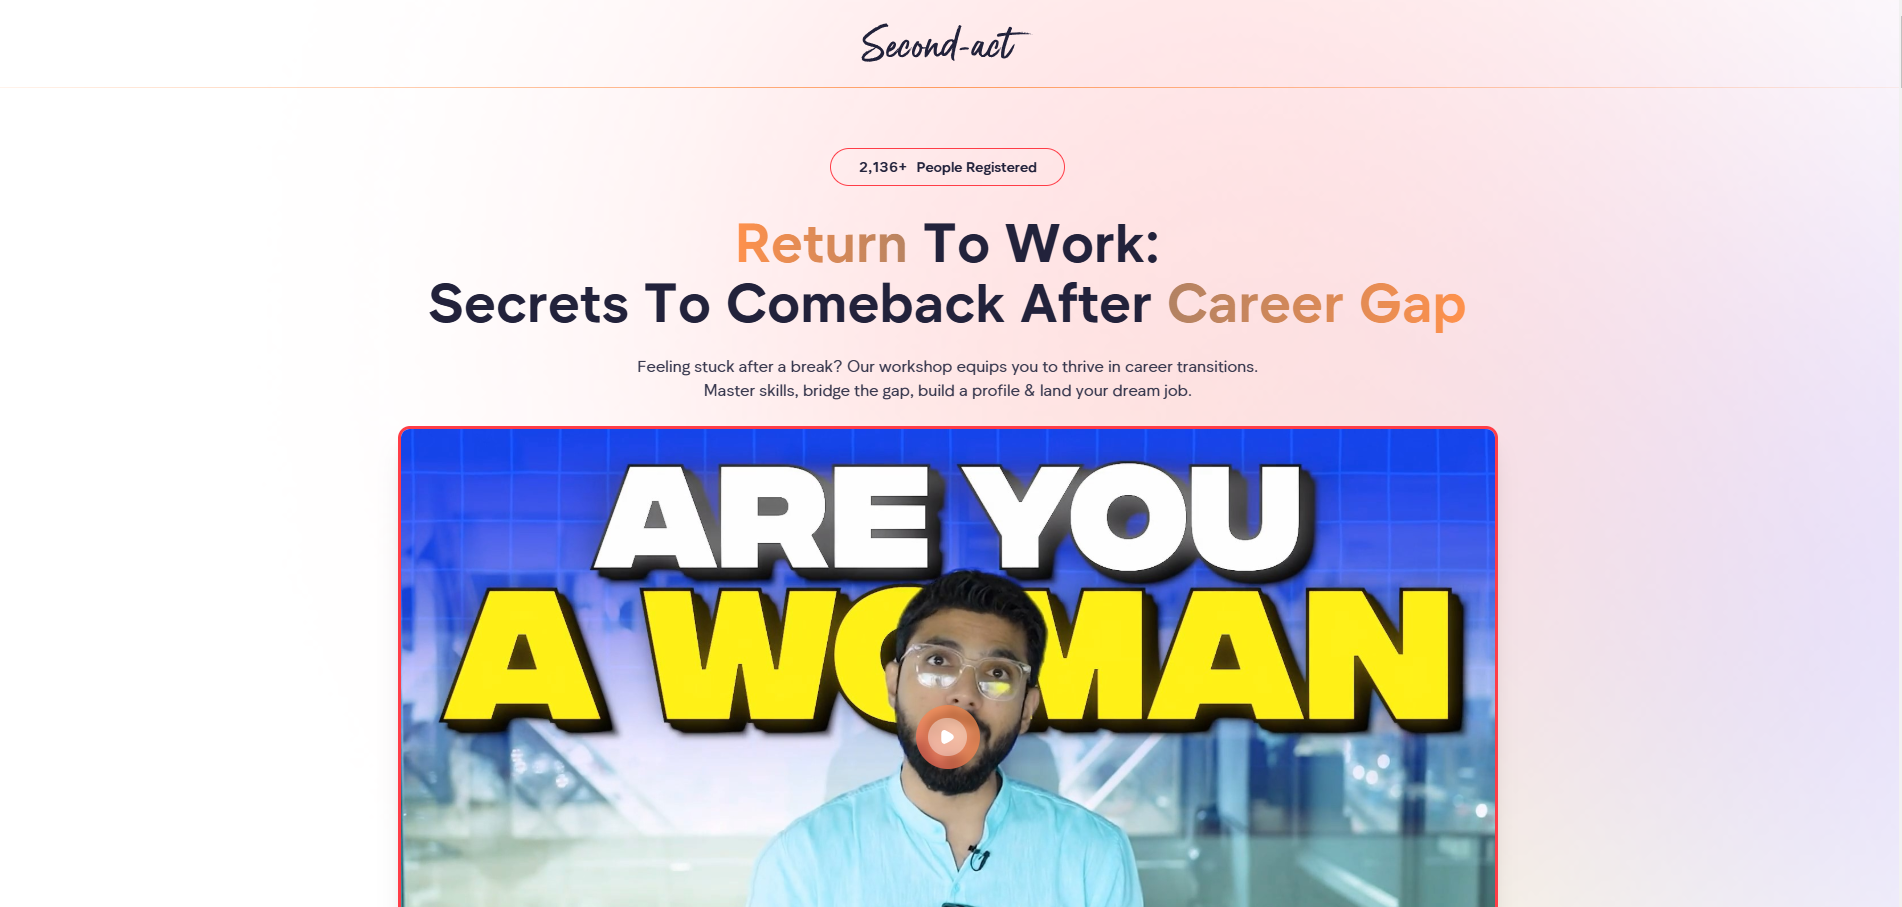 Second-act
2,136+ People Registered
Return To Work:
Secrets To Comeback After Career Gap
Feeling stuck after a break? Our workshop equips you to thrive in career transitions.
Master skills, bridge the gap, build a profile & land your dream job.
ARE YOU
A WOMAN